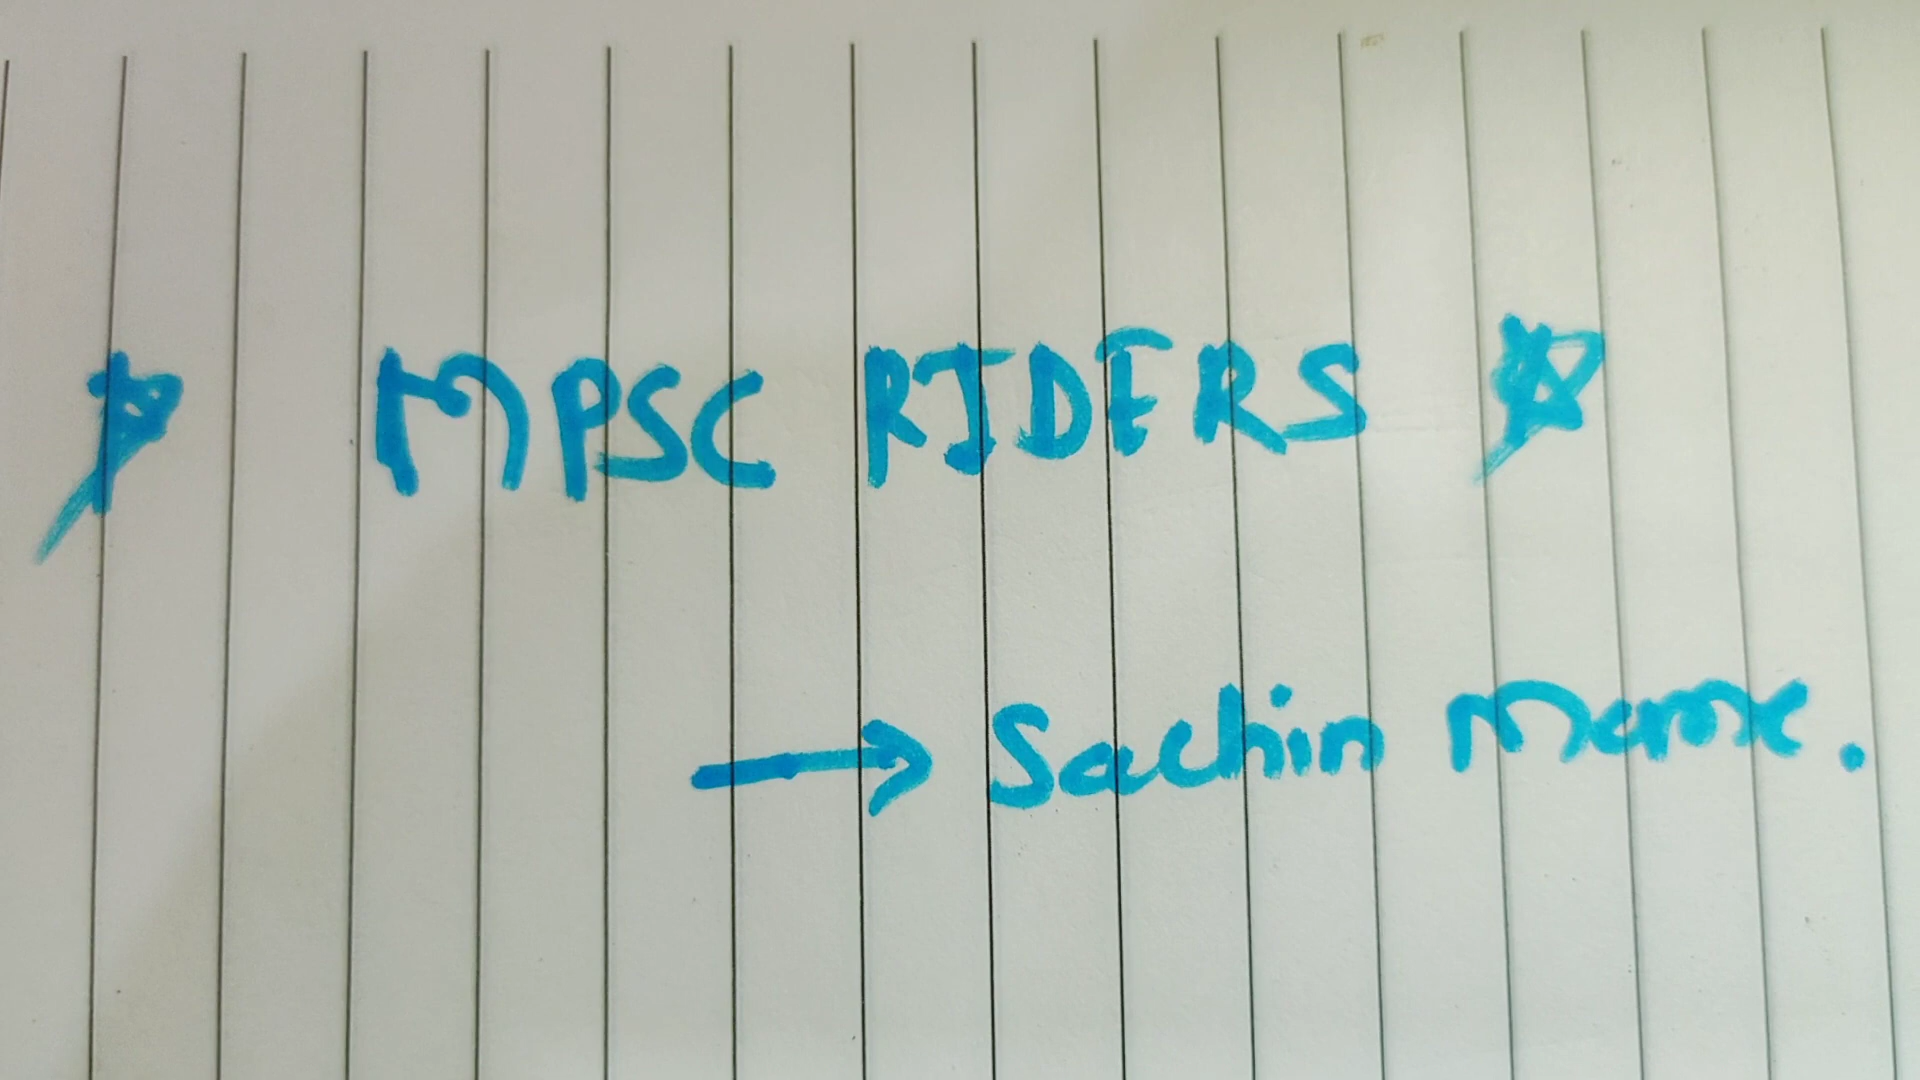 ☆ MPSC RIDERS ☆
→ Sachin